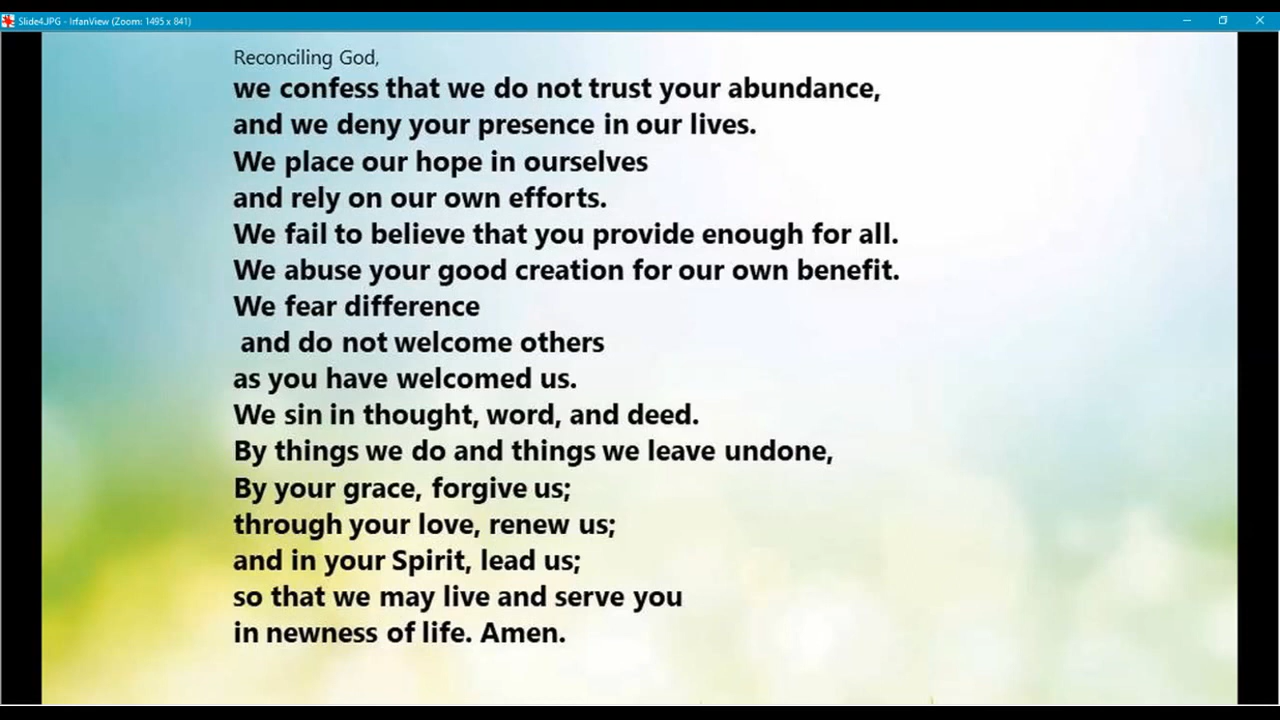 Slide4.JPG - IrfanView (Zoom: 1495 x 841)
Reconciling God,
we confess that we do not trust your abundance,
and we deny your presence in our lives.
We place our hope in ourselves
and rely on our own efforts.
We fail to believe that you provide enough for all.
We abuse your good creation for our own benefit.
We fear difference
and do not welcome others
as you have welcomed us.
We sin in thought, word, and deed.
By things we do and things we leave undone,
By your grace, forgive us;
through your love, renew us;
and in your Spirit, lead us;
so that we may live and serve you
in newness of life. Amen.